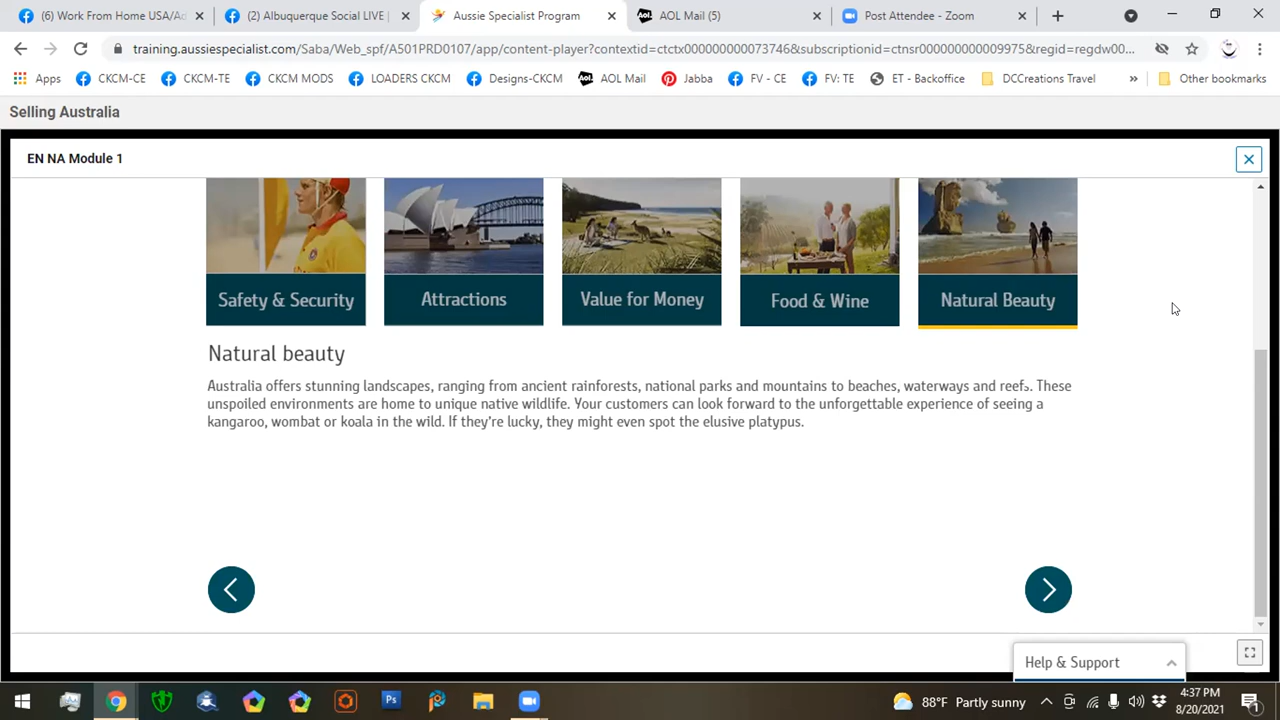 (6) Work From Home USA/Ad
(2) Albuquerque Social LIVE |
Aussie Specialist Program
AOL Mail (5)
Post Attendee - Zoom
training.aussiespecialist.com/Saba/Web_spf/A501PRD0107/app/content-player?contextid=ctctx000000000073746&subscriptionid=ctnsr000000000009975&regid=regdw00...
Apps
CKCM-CE
CKCM-TE
CKCM MODS
LOADERS CKCM
Designs-CKCM
AOL Mail
Jabba
FV - CE
FV: TE
ET - Backoffice
DCCreations Travel
»
Other bookmarks
Selling Australia
EN NA Module 1
Safety & Security
Attractions
Value for Money
Food & Wine
Natural Beauty
Natural beauty
Australia offers stunning landscapes, ranging from ancient rainforests, national parks and mountains to beaches, waterways and reefs. These
unspoiled environments are home to unique native wildlife. Your customers can look forward to the unforgettable experience of seeing a
kangaroo, wombat or koala in the wild. If they're lucky, they might even spot the elusive platypus.
Help & Support
88°F Partly sunny
4:37 PM
8/20/2021